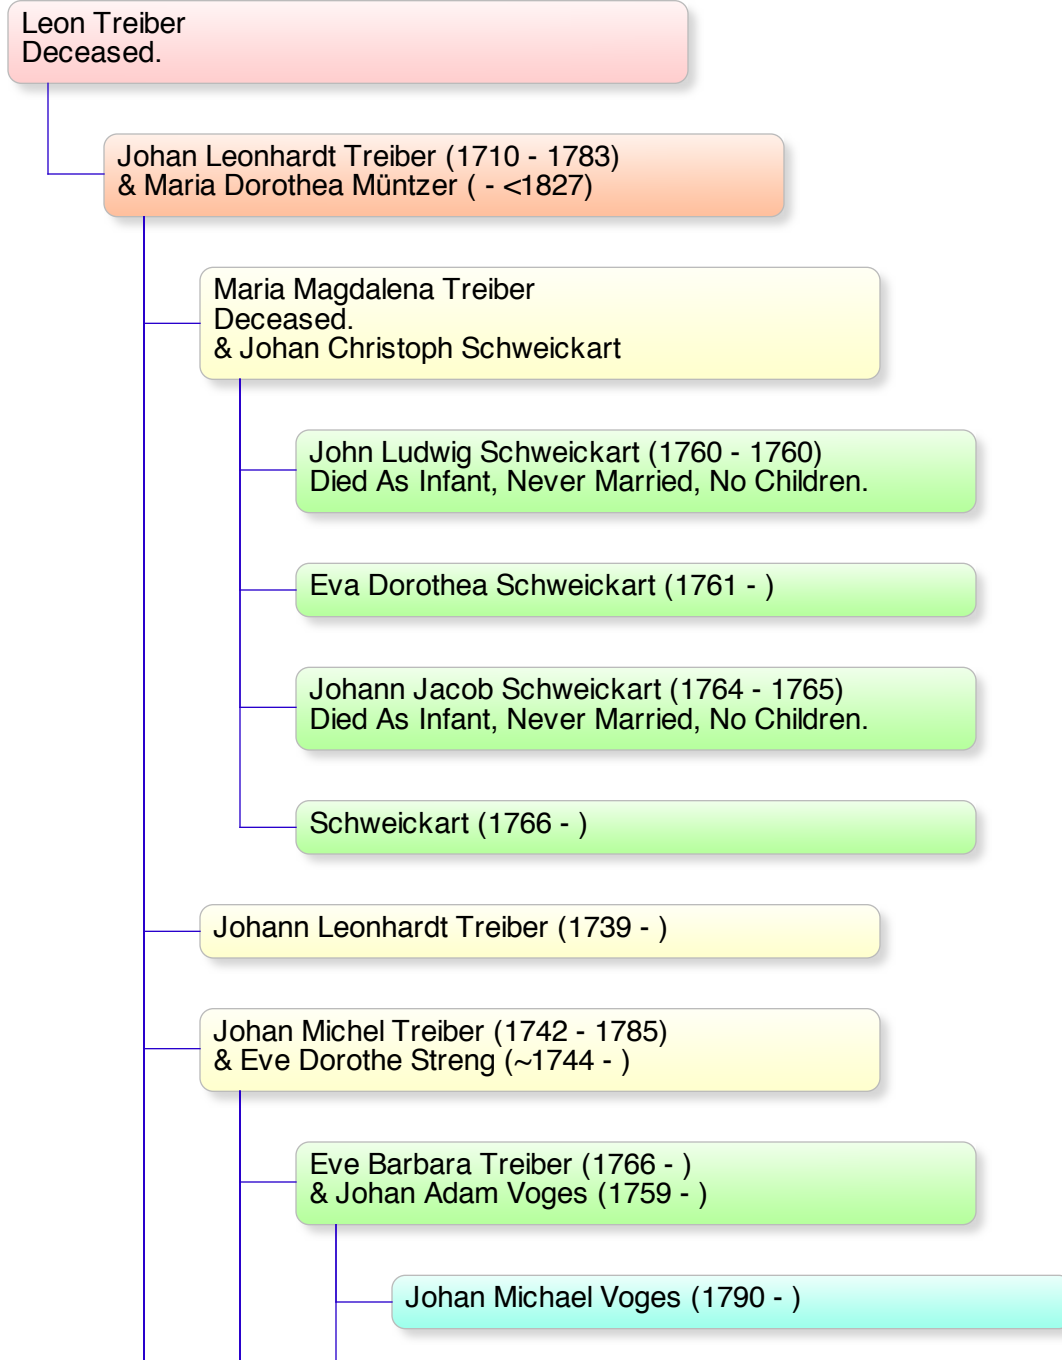 Leon Treiber
Deceased.
Johan Leonhardt Treiber (1710 - 1783)
& Maria Dorothea Müntzer ( - <1827)
Maria Magdalena Treiber
Deceased.
& Johan Christoph Schweickart
John Ludwig Schweickart (1760 - 1760)
Died As Infant, Never Married, No Children.
Eva Dorothea Schweickart (1761 - )
Johann Jacob Schweickart (1764 - 1765)
Died As Infant, Never Married, No Children.
Schweickart (1766 - )
Johann Leonhardt Treiber (1739 - )
Johan Michel Treiber (1742 - 1785)
& Eve Dorothe Streng (~1744 - )
Eve Barbara Treiber (1766 - )
& Johan Adam Voges (1759 - )
Johan Michael Voges (1790 - )